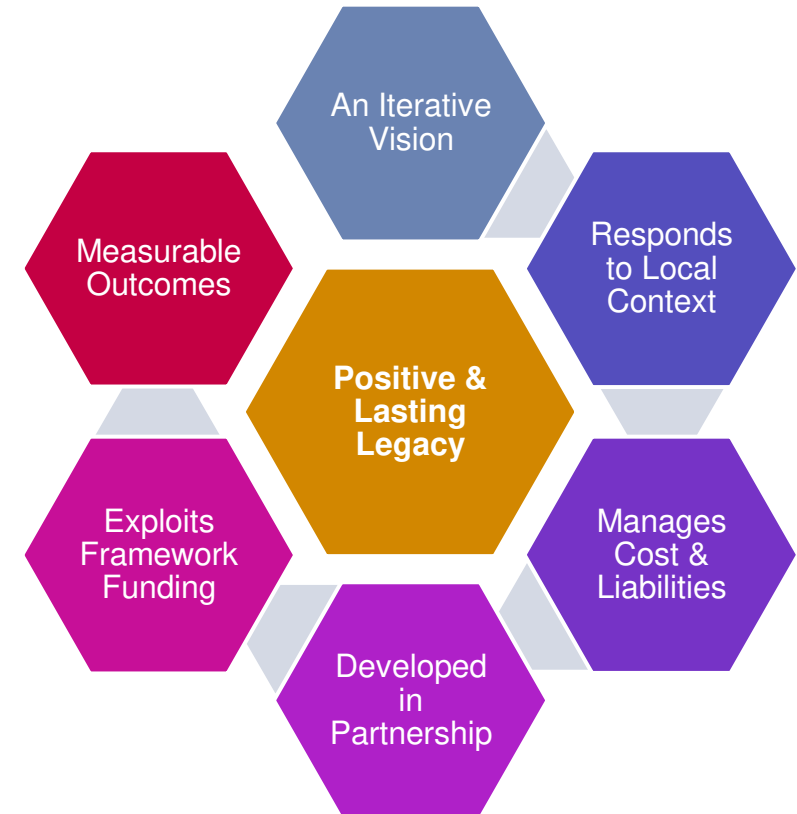 An Iterative
Vision
Responds
to Local
Context
Manages
Cost &
Liabilities
Developed
in
Partnership
Exploits
Framework
Funding
Measurable
Outcomes
Positive &
Lasting
Legacy